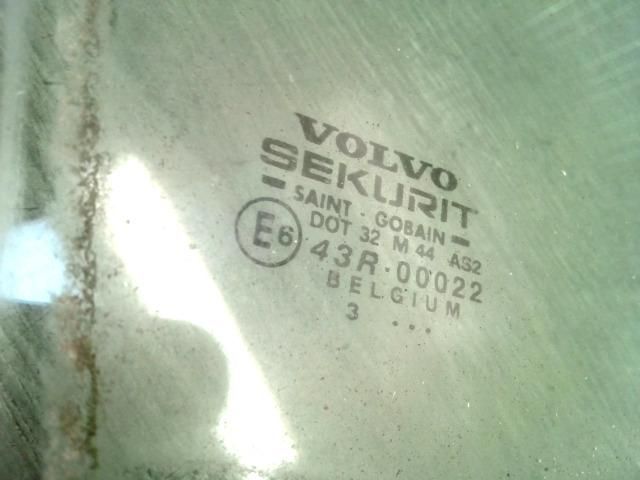 VOLVO
SEKURIT
SAINT - GOBAIN
DOT 32 M 44 AS2
E6 43R-00022
BELGIUM
3 ...